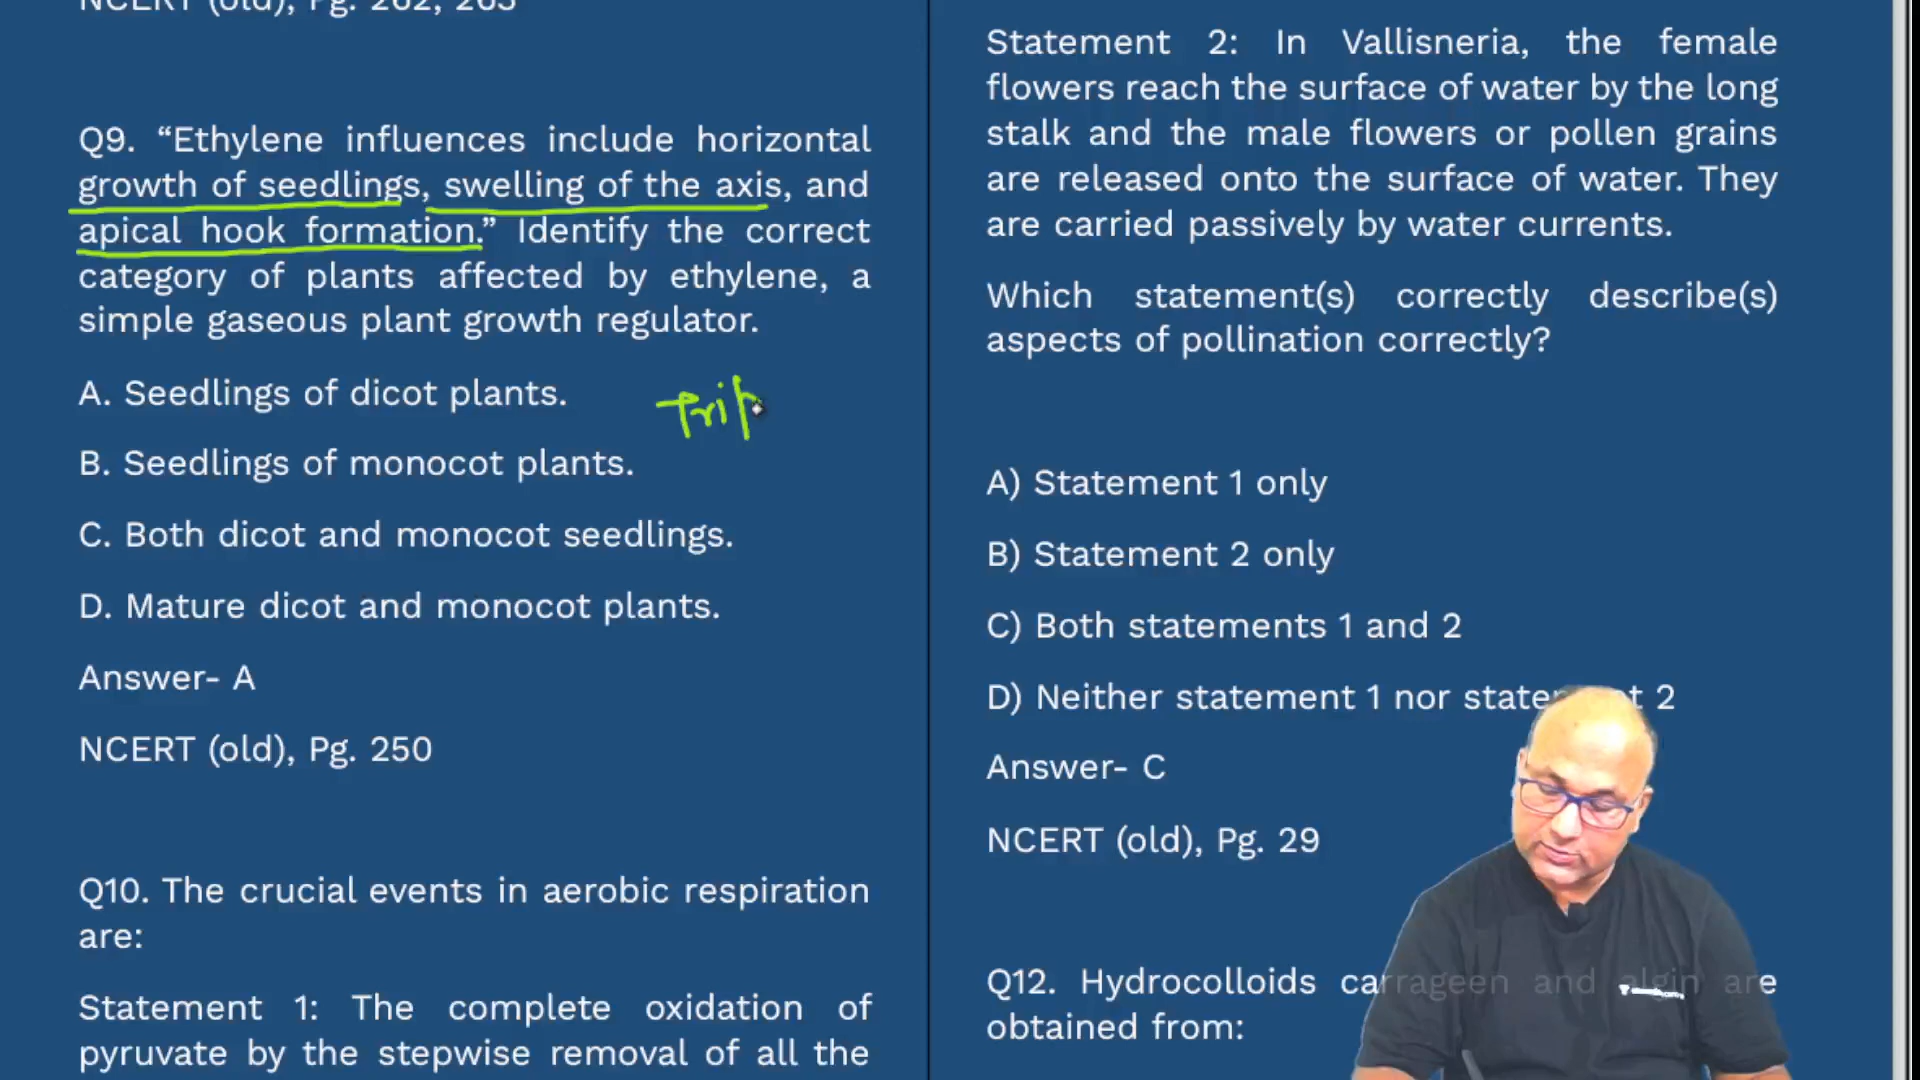 NCERT (old), Pg. 262, 263
Q9. “Ethylene influences include horizontal
growth of seedlings, swelling of the axis, and
apical hook formation.” Identify the correct
category of plants affected by ethylene, a
simple gaseous plant growth regulator.
A. Seedlings of dicot plants.
Trip
B. Seedlings of monocot plants.
C. Both dicot and monocot seedlings.
D. Mature dicot and monocot plants.
Answer- A
NCERT (old), Pg. 250
Q10. The crucial events in aerobic respiration
are:
Statement 1: The complete oxidation of
pyruvate by the stepwise removal of all the
Statement 2: In Vallisneria, the female
flowers reach the surface of water by the long
stalk and the male flowers or pollen grains
are released onto the surface of water. They
are carried passively by water currents.
Which statement(s) correctly describe(s)
aspects of pollination correctly?
A) Statement 1 only
B) Statement 2 only
C) Both statements 1 and 2
D) Neither statement 1 nor statement 2
Answer- C
NCERT (old), Pg. 29
Q12. Hydrocolloids carrageen and algin are
obtained from: